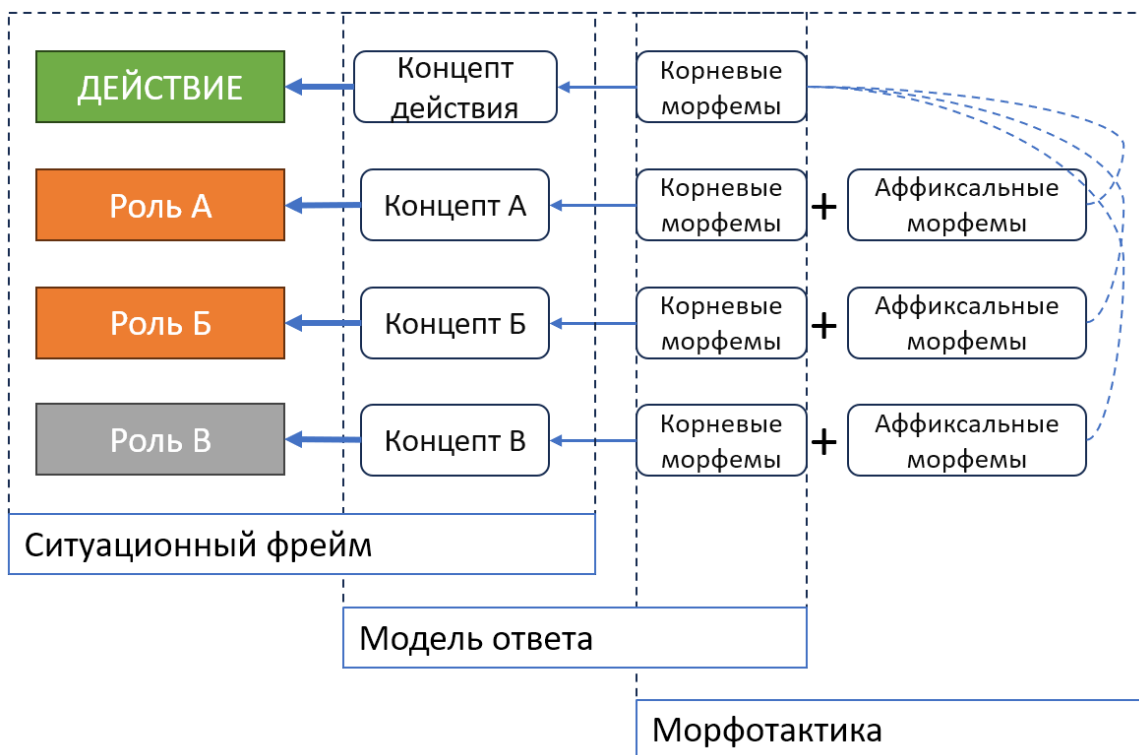 ДЕЙСТВИЕ
Концепт
действия
Корневые
морфемы
Роль А
Концепт А
Корневые
морфемы
+
Аффиксальные
морфемы
Роль Б
Концепт Б
Корневые
морфемы
+
Аффиксальные
морфемы
Роль В
Концепт В
Корневые
морфемы
+
Аффиксальные
морфемы
Ситуационный фрейм
Модель ответа
Морфотактика